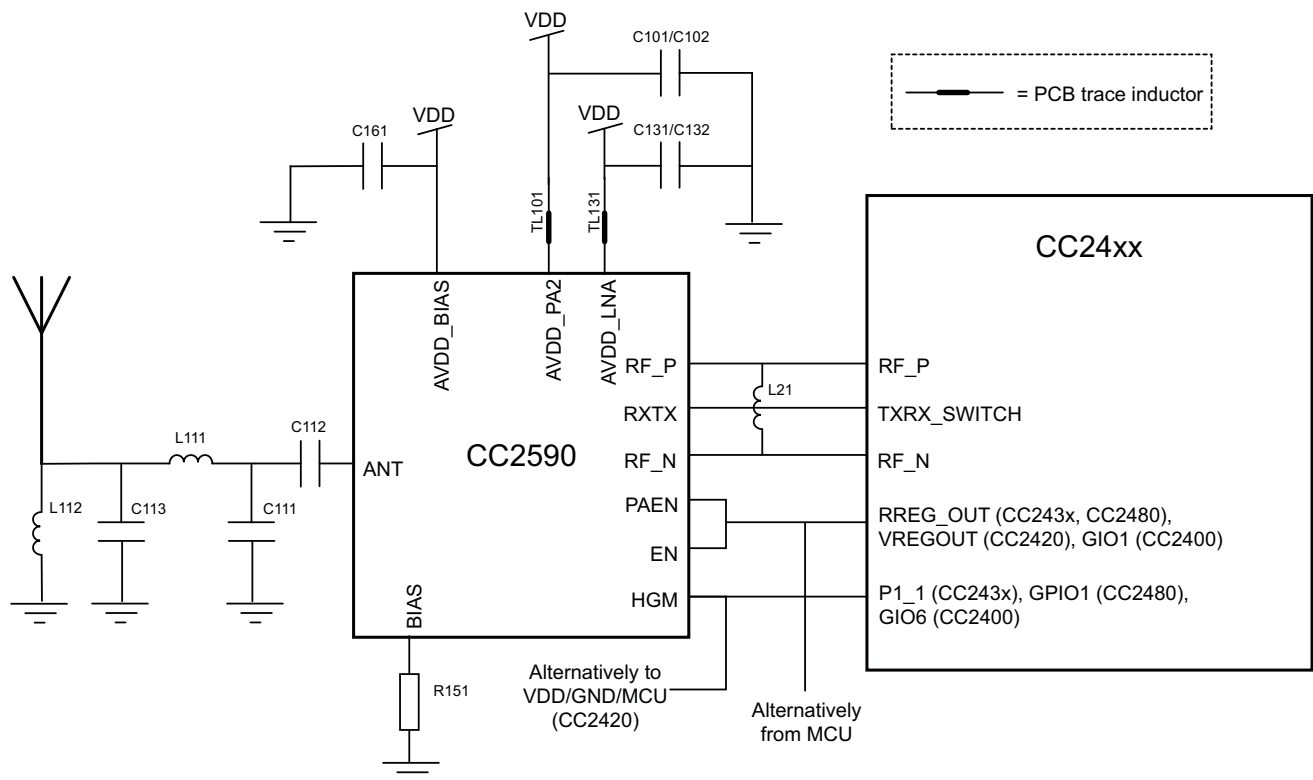 VDD
C101/C102
= PCB trace inductor
VDD
VDD
C161
C131/C132
TL101
TL131
CC24xx
AVDD_BIAS
AVDD_PA2
AVDD_LNA
RF_P
RF_P
L21
RXTX
TXRX_SWITCH
L111
C112
ANT
CC2590
RF_N
RF_N
L112
C113
C111
PAEN
EN
RREG_OUT (CC243x, CC2480),
VREGOUT (CC2420), GIO1 (CC2400)
HGM
P1_1 (CC243x), GPIO1 (CC2480),
GIO6 (CC2400)
BIAS
R151
Alternatively to
VDD/GND/MCU
(CC2420)
Alternatively
from MCU